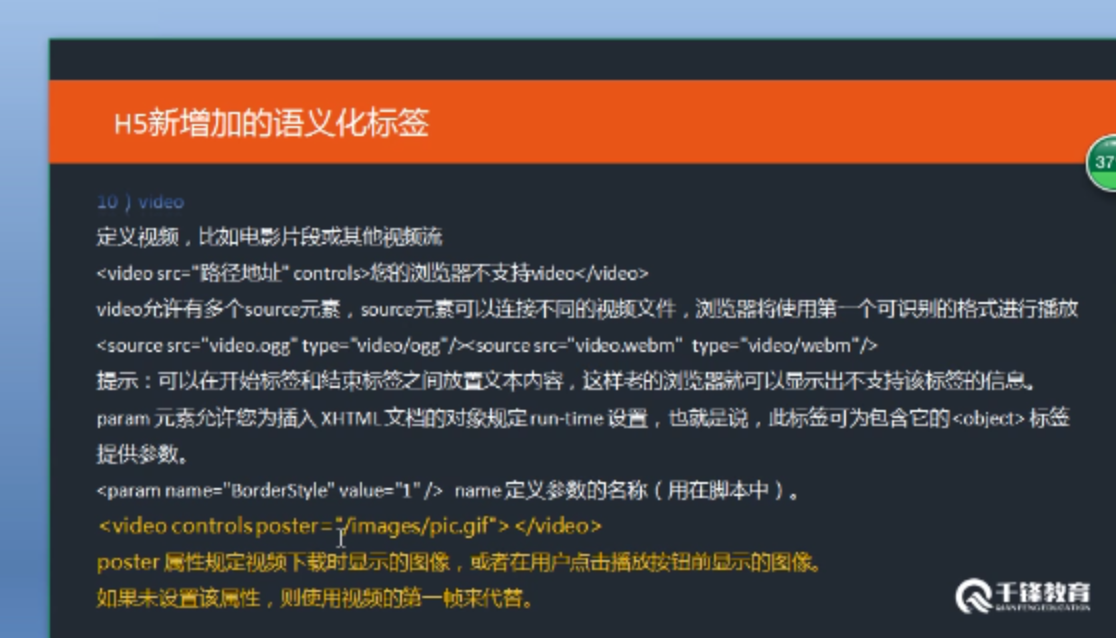 H5新增加的语义化标签
37
10）video
定义视频，比如电影片段或其他视频流
<video src="路径地址" controls>您的浏览器不支持video</video>
video允许有多个source元素，source元素可以连接不同的视频文件，浏览器将使用第一个可识别的格式进行播放
<source src="video.ogg" type="video/ogg"/><source src="video.webm" type="video/webm"/>
提示：可以在开始标签和结束标签之间放置文本内容，这样老的浏览器就可以显示出不支持该标签的信息。
param 元素允许您为插入 XHTML 文档的对象规定 run-time 设置，也就是说，此标签可为包含它的 <object> 标签
提供参数。
<param name="BorderStyle" value="1" /> name 定义参数的名称（用在脚本中）。
<video controls poster="/images/pic.gif"> </video>
poster 属性规定视频下载时显示的图像，或者在用户点击播放按钮前显示的图像。
如果未设置该属性，则使用视频的第一帧来代替。
千锋教育
QIANFENG EDUCATION